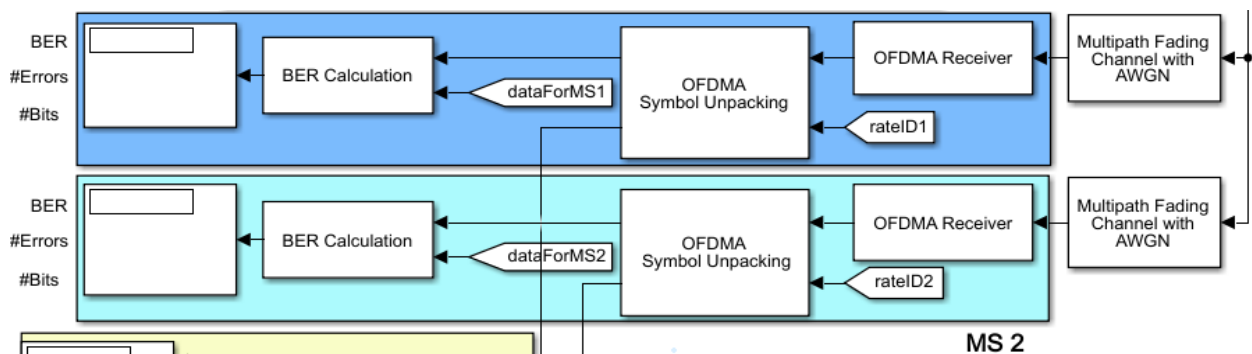 BER
#Errors
#Bits
BER Calculation
dataForMS1
OFDMA
Symbol Unpacking
OFDMA Receiver
rateID1
Multipath Fading
Channel with
AWGN
BER
#Errors
#Bits
BER Calculation
dataForMS2
OFDMA
Symbol Unpacking
OFDMA Receiver
rateID2
Multipath Fading
Channel with
AWGN
MS 2